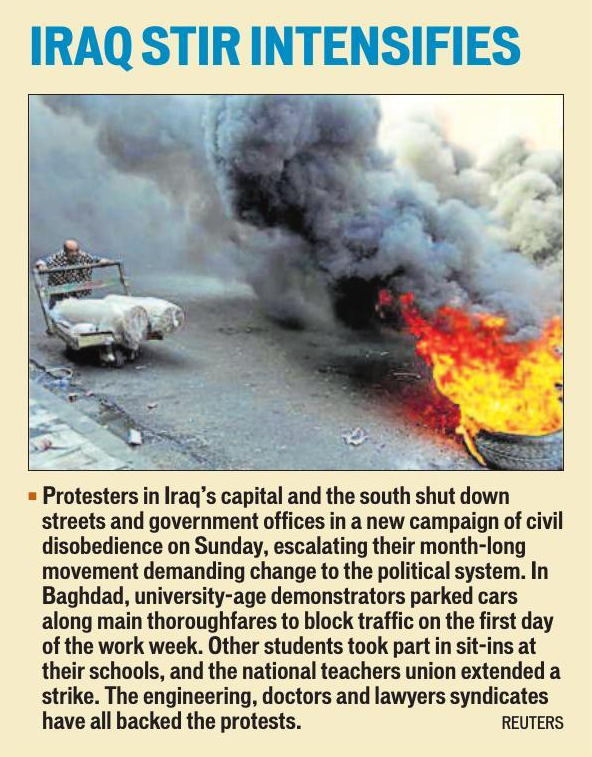 IRAQ STIR INTENSIFIES
▪ Protesters in Iraq's capital and the south shut down
streets and government offices in a new campaign of civil
disobedience on Sunday, escalating their month-long
movement demanding change to the political system. In
Baghdad, university-age demonstrators parked cars
along main thoroughfares to block traffic on the first day
of the work week. Other students took part in sit-ins at
their schools, and the national teachers union extended a
strike. The engineering, doctors and lawyers syndicates
have all backed the protests. REUTERS